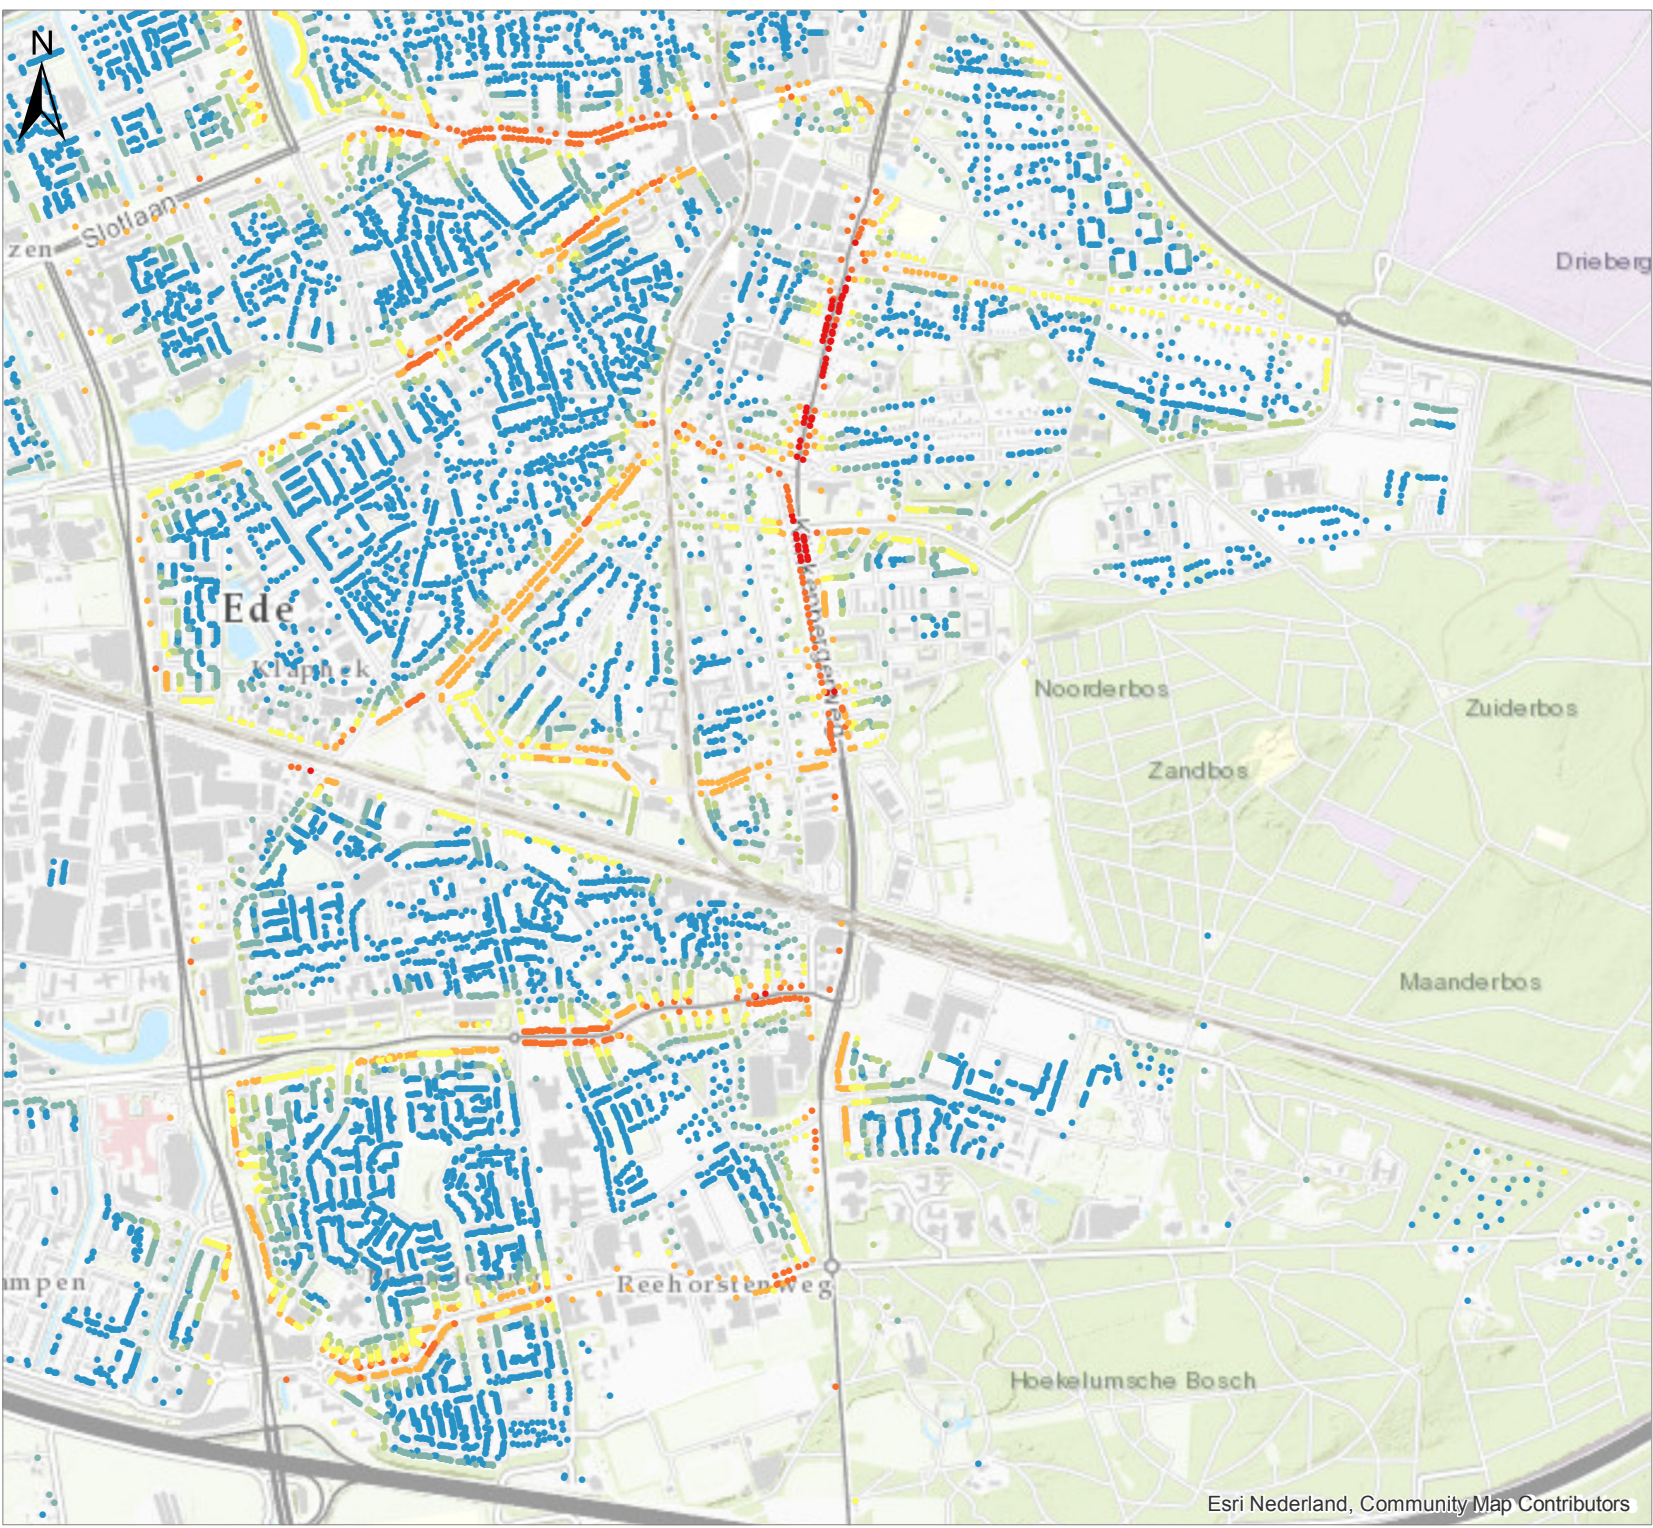 N
Slotlaan
zen
Drieberg
Ede
Noorderbos
Zuiderbos
Zandbos
Maanderbos
mpen
Reehorsterweg
Hoekelumsche Bosch
Esri Nederland, Community Map Contributors